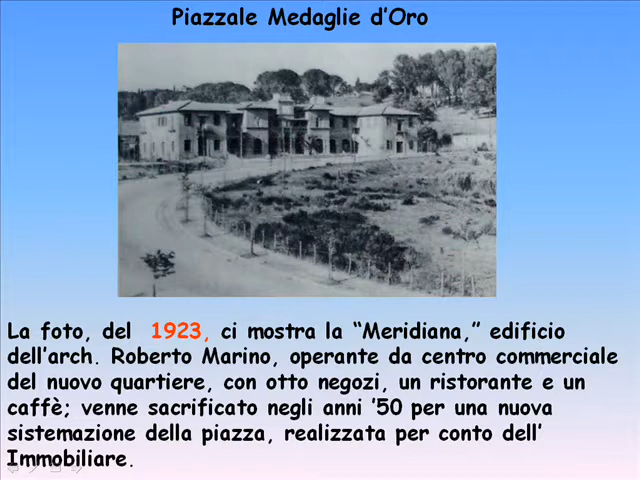 Piazzale Medaglie d'Oro
La foto, del 1923, ci mostra la “Meridiana,” edificio
dell'arch. Roberto Marino, operante da centro commerciale
del nuovo quartiere, con otto negozi, un ristorante e un
caffè; venne sacrificato negli anni '50 per una nuova
sistemazione della piazza, realizzata per conto dell'
Immobiliare.